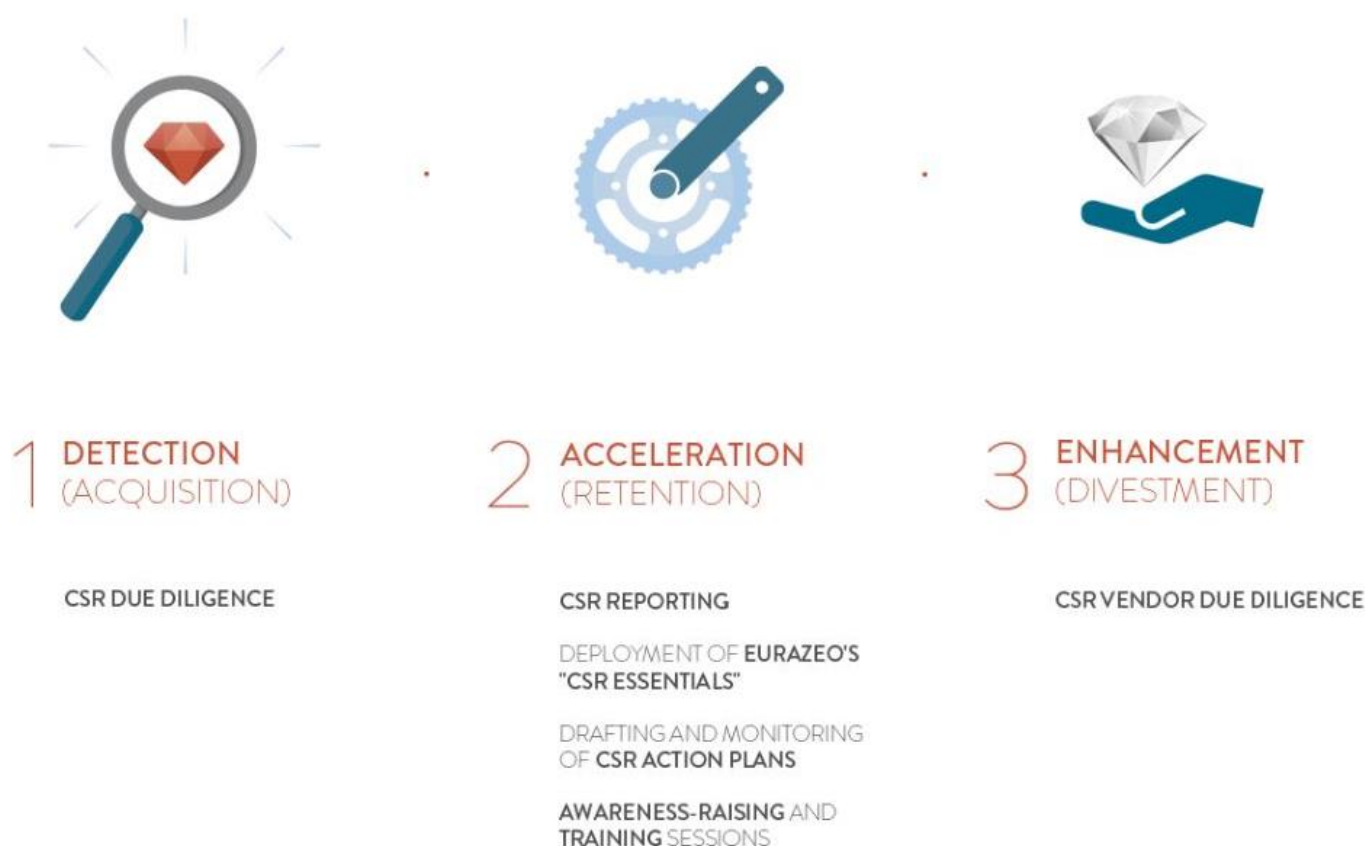 1 DETECTION
(ACQUISITION)
CSR DUE DILIGENCE
2 ACCELERATION
(RETENTION)
CSR REPORTING
DEPLOYMENT OF EURAZEO'S
"CSR ESSENTIALS"
DRAFTING AND MONITORING
OF CSR ACTION PLANS
AWARENESS-RAISING AND
TRAINING SESSIONS
3 ENHANCEMENT
(DIVESTMENT)
CSR VENDOR DUE DILIGENCE